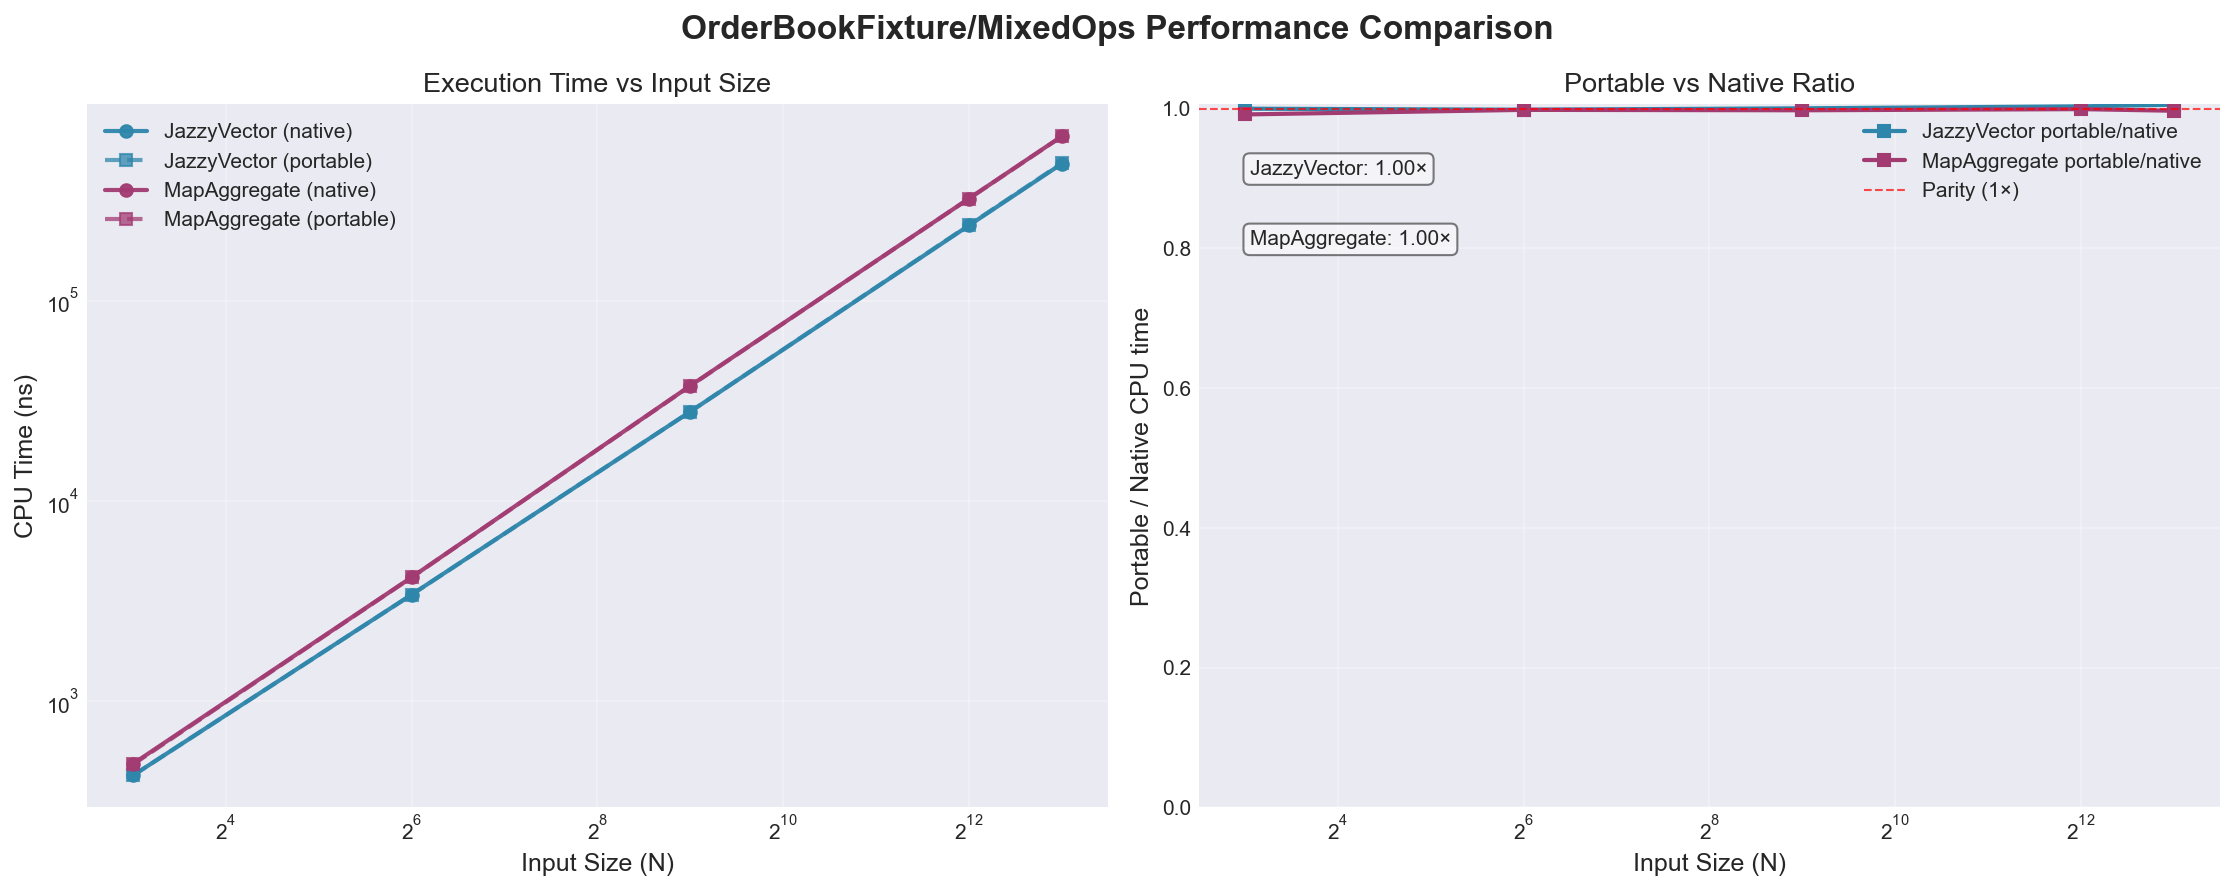 OrderBookFixture/MixedOps Performance Comparison
Execution Time vs Input Size
JazzyVector (native)
JazzyVector (portable)
MapAggregate (native)
MapAggregate (portable)
CPU Time (ns)
10^5
10^4
10^3
2^4
2^6
2^8
2^10
2^12
Input Size (N)
Portable vs Native Ratio
JazzyVector portable/native
MapAggregate portable/native
Parity (1×)
JazzyVector: 1.00×
MapAggregate: 1.00×
Portable / Native CPU time
1.0
0.8
0.6
0.4
0.2
0.0
2^4
2^6
2^8
2^10
2^12
Input Size (N)